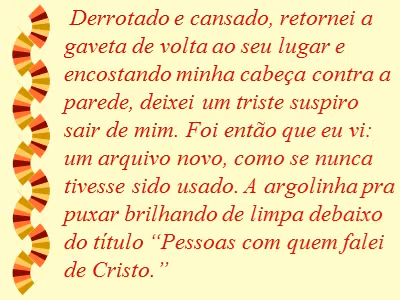 Derrotado e cansado, retornei a
gaveta de volta ao seu lugar e
encostando minha cabeça contra a
parede, deixei um triste suspiro
sair de mim. Foi então que eu vi:
um arquivo novo, como se nunca
tivesse sido usado. A argolinha pra
puxar brilhando de limpa debaixo
do título “Pessoas com quem falei
de Cristo.”